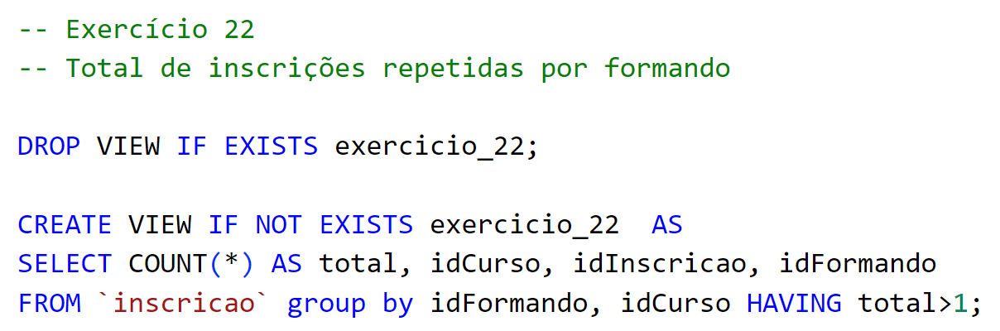 -- Exercício 22
-- Total de inscrições repetidas por formando
DROP VIEW IF EXISTS exercicio_22;
CREATE VIEW IF NOT EXISTS exercicio_22  AS
SELECT COUNT(*) AS total, idCurso, idInscricao, idFormando
FROM `inscricao` group by idFormando, idCurso HAVING total>1;